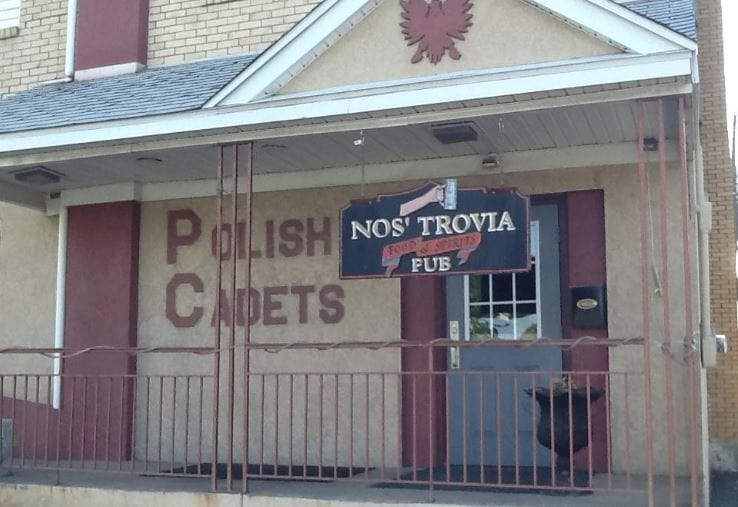 POLISH
CADETS
NOS' TROVIA
FOOD & SPIRITS
PUB